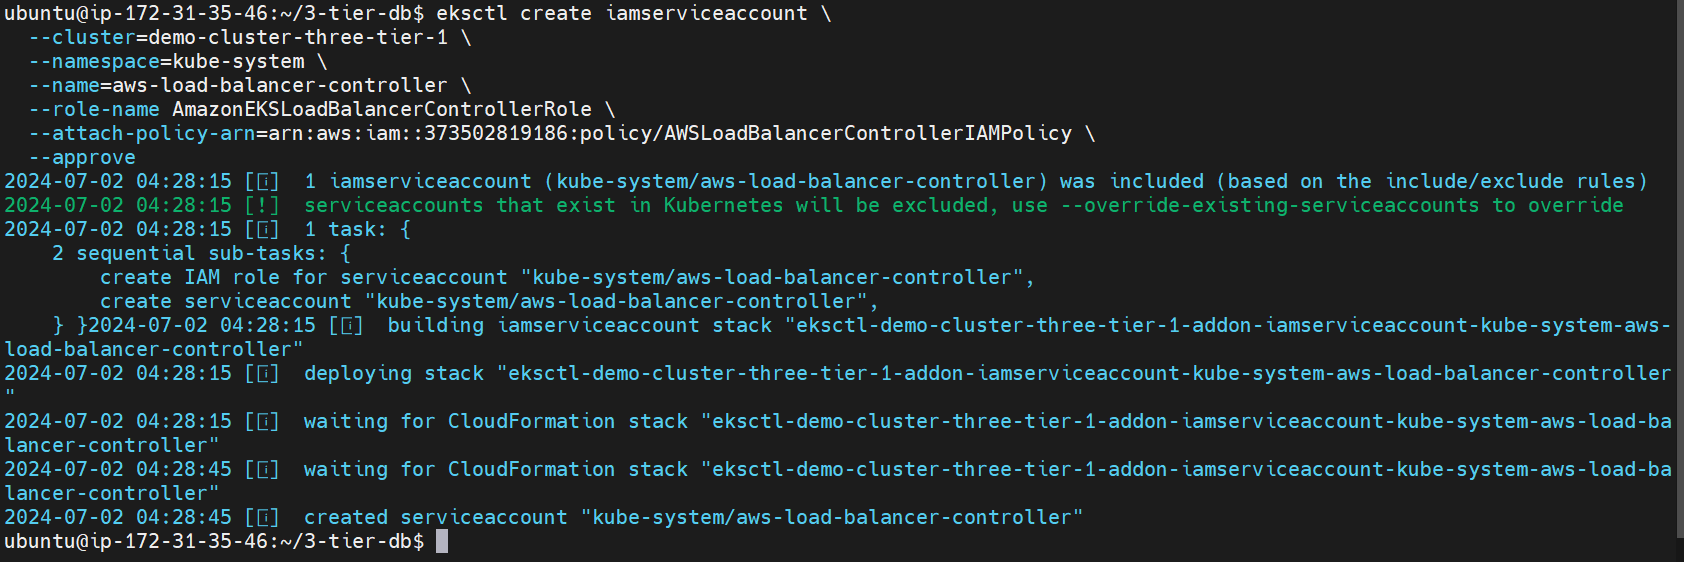 ubuntu@ip-172-31-35-46:~/3-tier-db$ eksctl create iamserviceaccount \
  --cluster=demo-cluster-three-tier-1 \
  --namespace=kube-system \
  --name=aws-load-balancer-controller \
  --role-name AmazonEKSLoadBalancerControllerRole \
  --attach-policy-arn=arn:aws:iam::373502819186:policy/AWSLoadBalancerControllerIAMPolicy \
  --approve
2024-07-02 04:28:15 [ℹ]  1 iamserviceaccount (kube-system/aws-load-balancer-controller) was included (based on the include/exclude rules)
2024-07-02 04:28:15 [!]  serviceaccounts that exist in Kubernetes will be excluded, use --override-existing-serviceaccounts to override
2024-07-02 04:28:15 [ℹ]  1 task: {
    2 sequential sub-tasks: {
        create IAM role for serviceaccount "kube-system/aws-load-balancer-controller",
        create serviceaccount "kube-system/aws-load-balancer-controller",
    } }2024-07-02 04:28:15 [ℹ]  building iamserviceaccount stack "eksctl-demo-cluster-three-tier-1-addon-iamserviceaccount-kube-system-aws-
load-balancer-controller"
2024-07-02 04:28:15 [ℹ]  deploying stack "eksctl-demo-cluster-three-tier-1-addon-iamserviceaccount-kube-system-aws-load-balancer-controller
"
2024-07-02 04:28:15 [ℹ]  waiting for CloudFormation stack "eksctl-demo-cluster-three-tier-1-addon-iamserviceaccount-kube-system-aws-load-ba
lancer-controller"
2024-07-02 04:28:45 [ℹ]  waiting for CloudFormation stack "eksctl-demo-cluster-three-tier-1-addon-iamserviceaccount-kube-system-aws-load-ba
lancer-controller"
2024-07-02 04:28:45 [ℹ]  created serviceaccount "kube-system/aws-load-balancer-controller"
ubuntu@ip-172-31-35-46:~/3-tier-db$